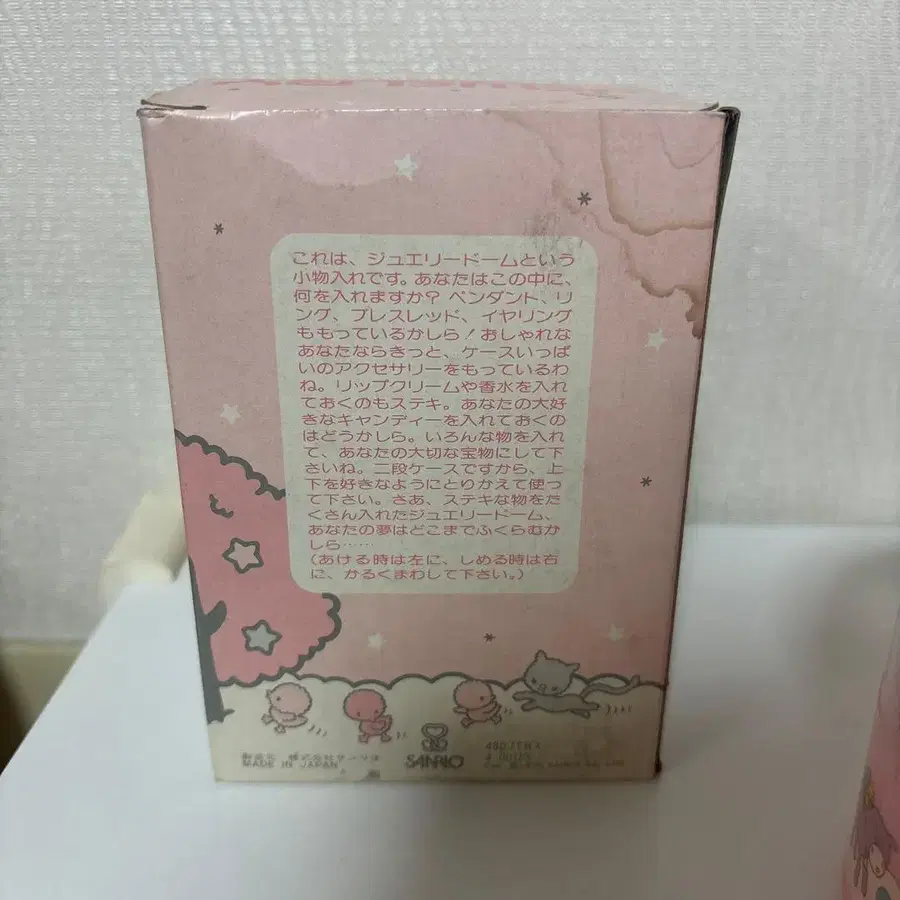 これは、ジュエリードームという
小物入れです。あなたはこの中に、
何を入れますか? ペンダント、リ
ング、ブレスレッド、イヤリング
ももっているかしら!おしゃれな
あなたならきっと、ケースいっぱ
いのアクセサリーをもっているわ
ね。リップクリームや香水を入れ
ておくのもステキ。あなたの大好
きなキャンディーを入れておくの
はどうかしら。いろんな物を入れ
て、あなたの大切な宝物にして下
さいね。二段ケースですから、上
下を好きなようにとりかえて使っ
て下さい。さあ、ステキな物をた
くさん入れたジュエリードーム、
あなたの夢はどこまでふくらむか
しら……
(あける時は左に、しめる時は右
に、かるくまわして下さい。)
製造元 株式会社サンリオ
MADE IN JAPAN
SANRIO